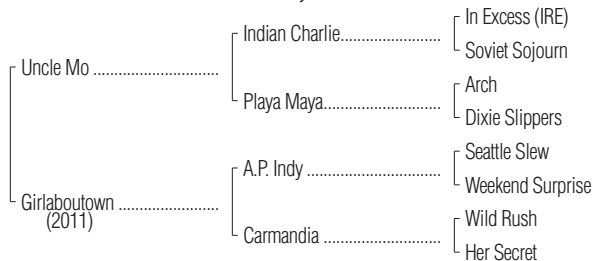 In Excess (IRE)
Indian Charlie....................
Soviet Sojourn
Uncle Mo .........................
Arch
Playa Maya.......................
Dixie Slippers
Seattle Slew
A.P. Indy ..........................
Weekend Surprise
Girlaboutown ....................
(2011)
Wild Rush
Carmandia ........................
Her Secret